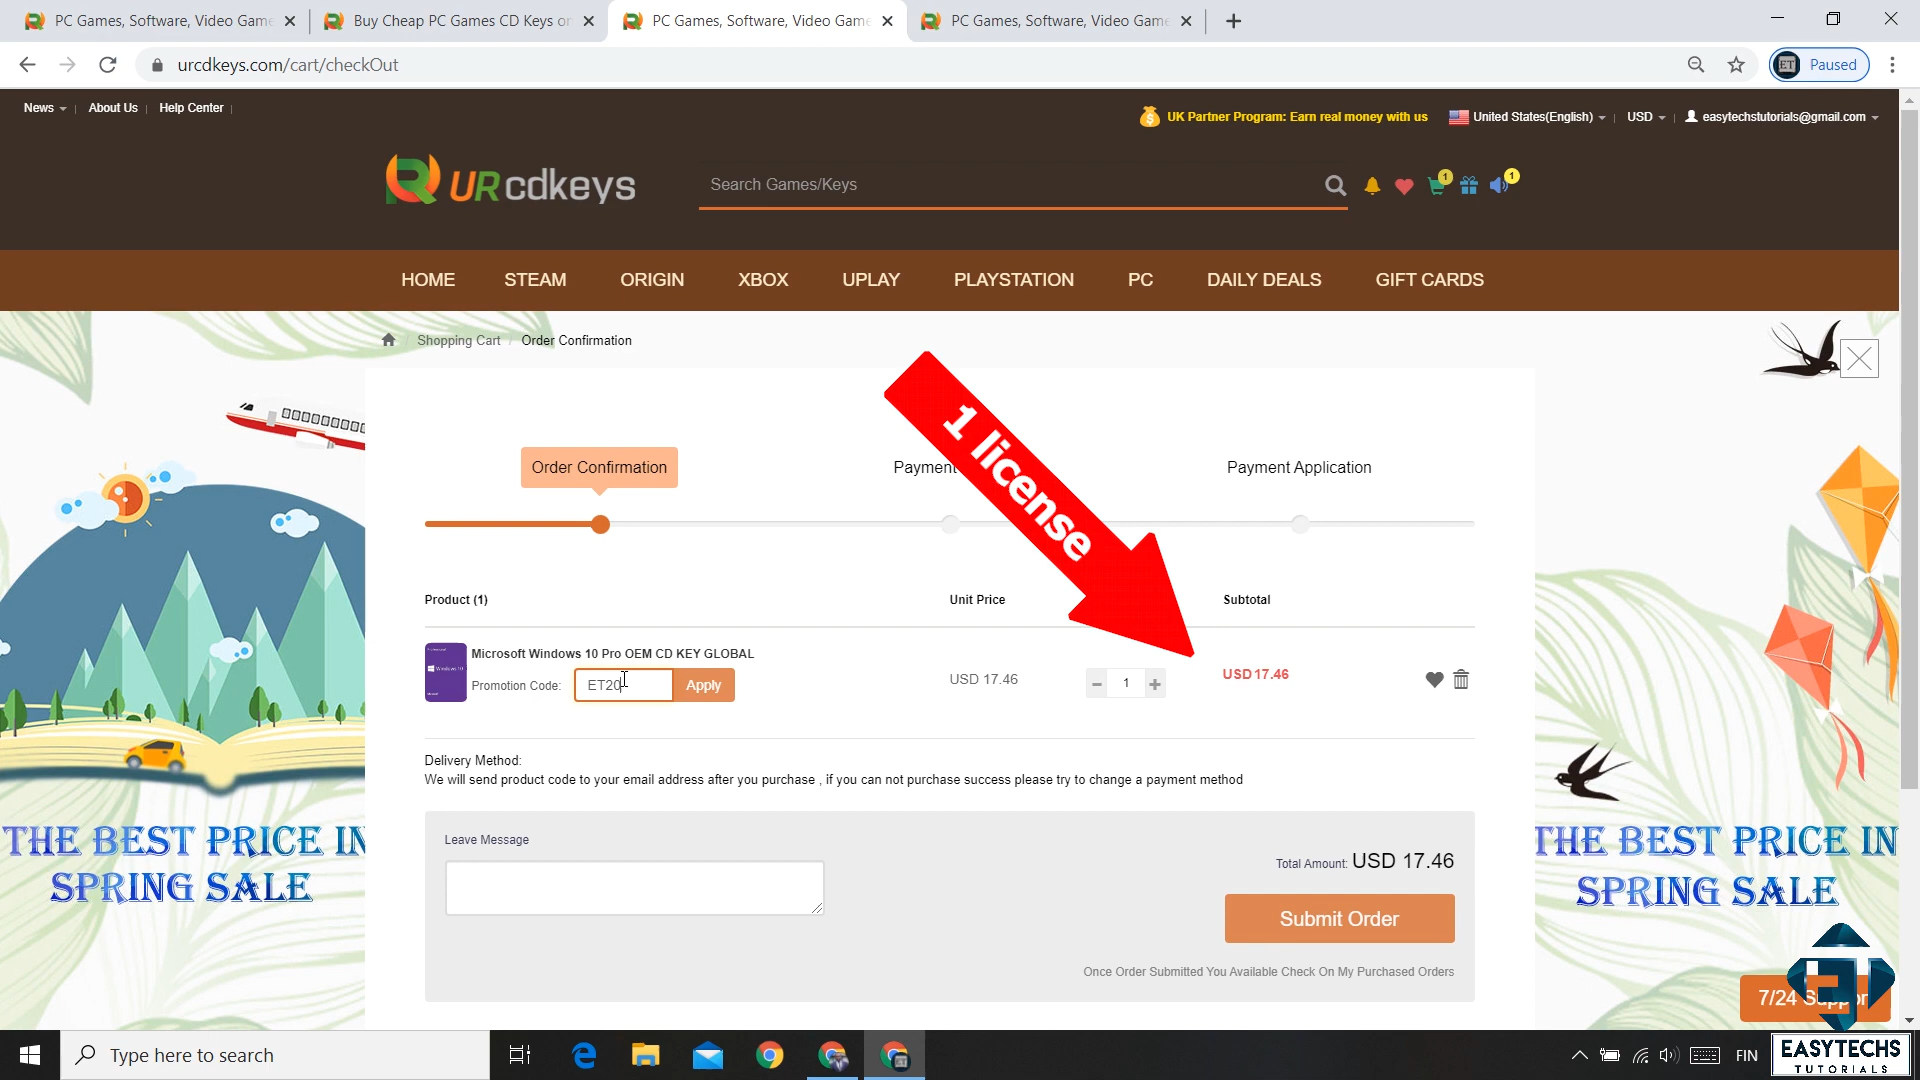 PC Games, Software, Video Game
Buy Cheap PC Games CD Keys on
PC Games, Software, Video Game
PC Games, Software, Video Game
urcdkeys.com/cart/checkOut
ET
Paused
News
About Us
Help Center
UK Partner Program: Earn real money with us
United States(English)
USD
easytechstutorials@gmail.com
URcdkeys
Search Games/Keys
1
1
HOME
STEAM
ORIGIN
XBOX
UPLAY
PLAYSTATION
PC
DAILY DEALS
GIFT CARDS
Shopping Cart / Order Confirmation
1 license
Order Confirmation
Payment
Payment Application
Product (1)
Unit Price
Subtotal
Microsoft Windows 10 Pro OEM CD KEY GLOBAL
Promotion Code:
ET20
Apply
USD 17.46
− 1 +
USD 17.46
Delivery Method:
We will send product code to your email address after you purchase , if you can not purchase success please try to change a payment method
Leave Message
Total Amount: USD 17.46
Submit Order
Once Order Submitted You Available Check On My Purchased Orders
THE BEST PRICE IN
SPRING SALE
THE BEST PRICE IN
SPRING SALE
7/24
Type here to search
FIN
EASYTECHS
TUTORIALS